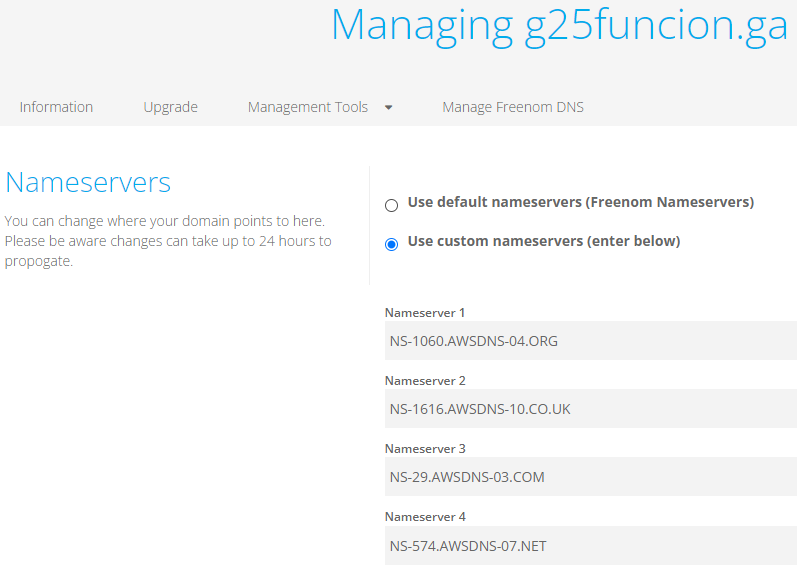 Managing g25funcion.ga
Information
Upgrade
Management Tools
Manage Freenom DNS
Nameservers
You can change where your domain points to here.
Please be aware changes can take up to 24 hours to
propogate.
Use default nameservers (Freenom Nameservers)
Use custom nameservers (enter below)
Nameserver 1
NS-1060.AWSDNS-04.ORG
Nameserver 2
NS-1616.AWSDNS-10.CO.UK
Nameserver 3
NS-29.AWSDNS-03.COM
Nameserver 4
NS-574.AWSDNS-07.NET